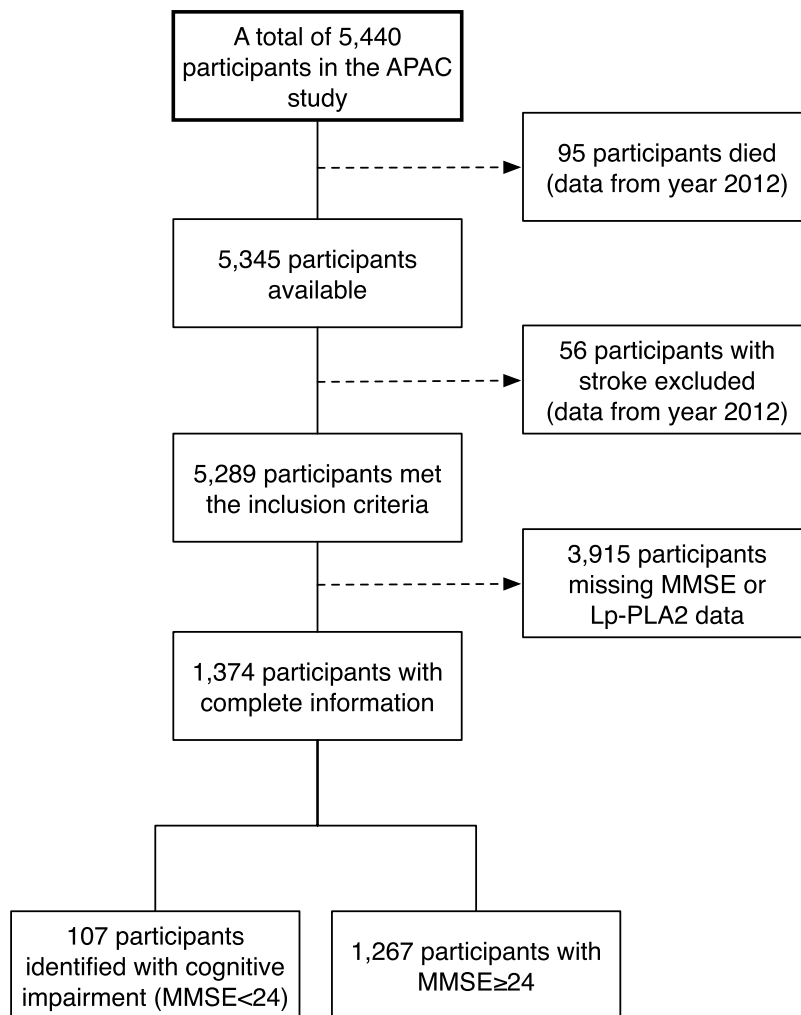 A total of 5,440
participants in the APAC
study
95 participants died
(data from year 2012)
5,345 participants
available
56 participants with
stroke excluded
(data from year 2012)
5,289 participants met
the inclusion criteria
3,915 participants
missing MMSE or
Lp-PLA2 data
1,374 participants with
complete information
107 participants
identified with cognitive
impairment (MMSE<24)
1,267 participants with
MMSE≥24